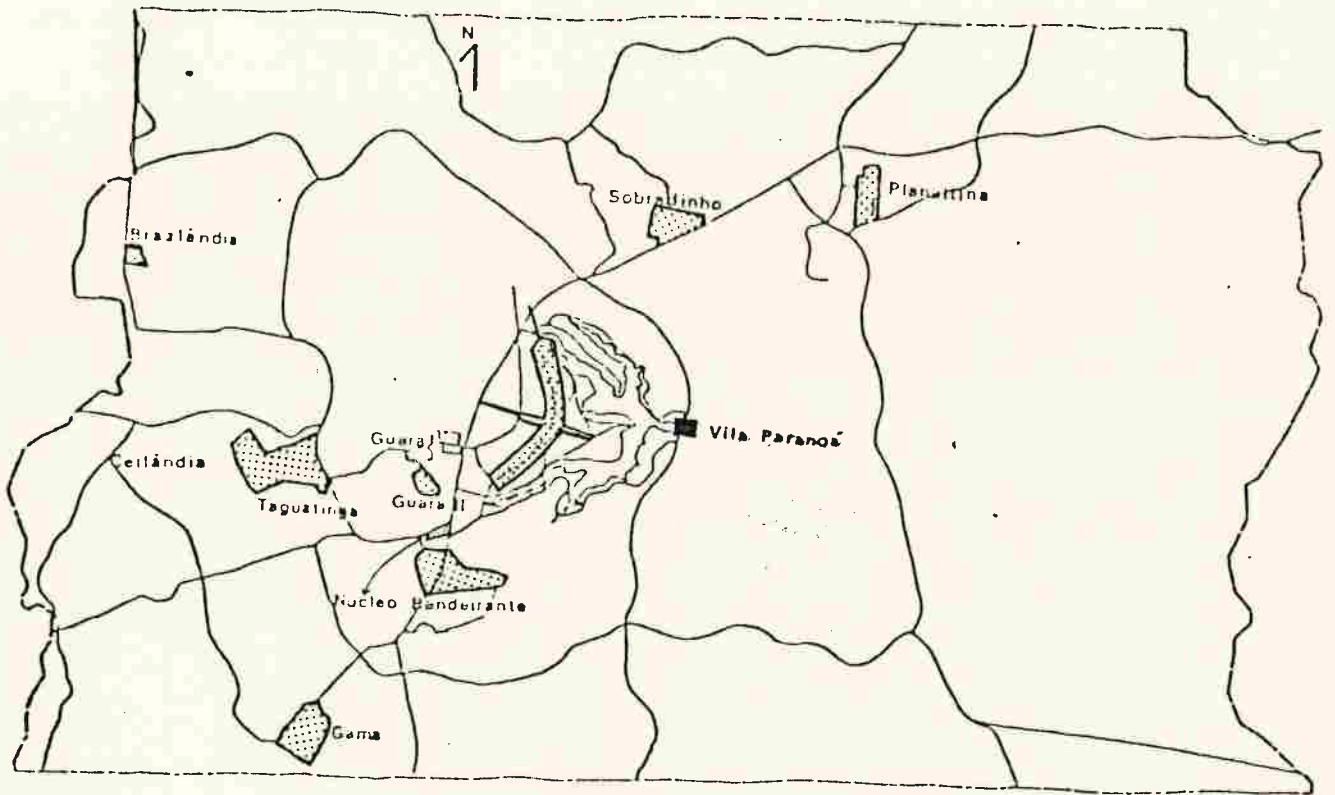 N
Sobradinho
Planaltina
Brazlândia
Guará I
Vila Paranoá
Ceilândia
Taguatinga
Guará II
Núcleo Bandeirante
Gama